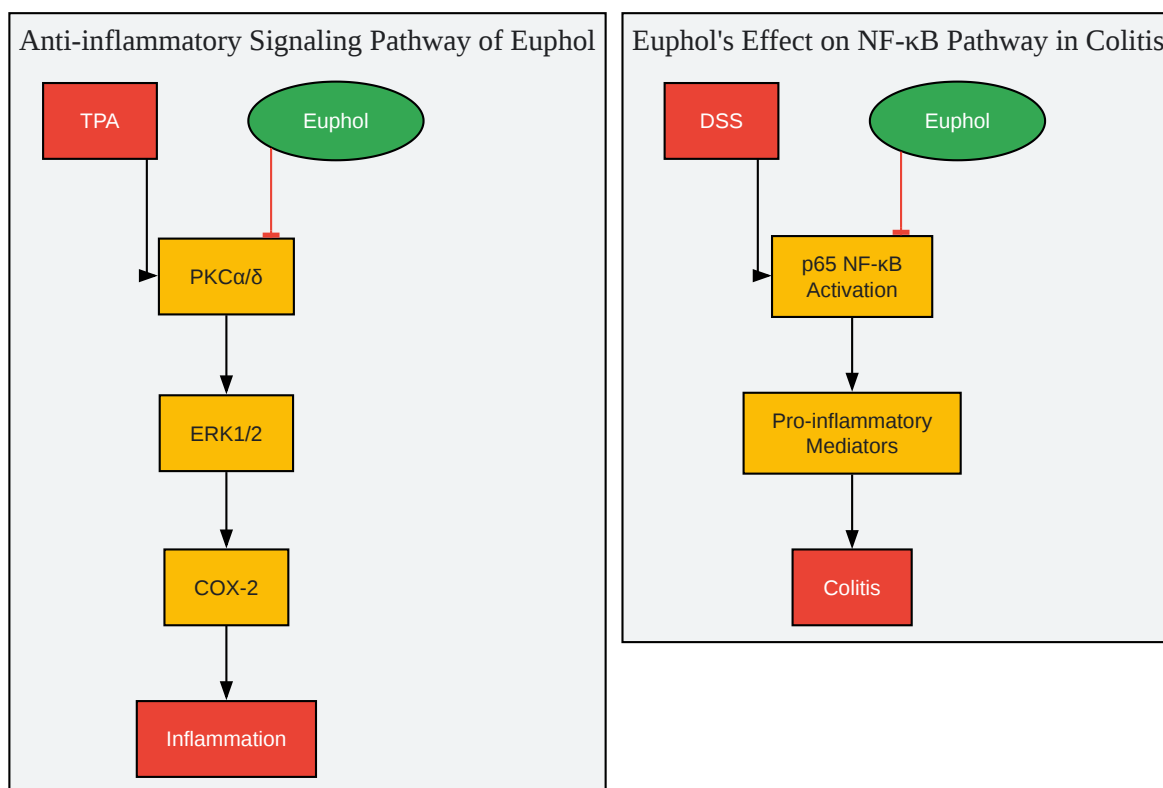 Anti-inflammatory Signaling Pathway of Euphol
TPA
Euphol
PKCα/δ
ERK1/2
COX-2
Inflammation
Euphol's Effect on NF-κB Pathway in Colitis
DSS
Euphol
p65 NF-κB
Activation
Pro-inflammatory
Mediators
Colitis